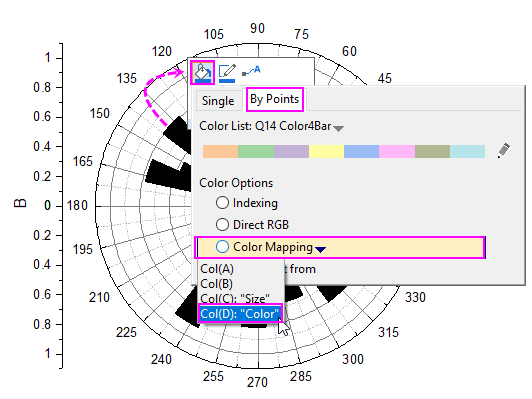 90
105
75
120
60
135
45
150
165
180
195
210
225
240
255
270
285
300
315
330
1
0.8
0.6
0.4
0.2
0
0.2
0.4
0.6
0.8
1
B
A
Single
By Points
Color List: Q14 Color4Bar
Color Options
Indexing
Direct RGB
Color Mapping
Col(A)
t from
Col(B)
Col(C): "Size"
Col(D): "Color"